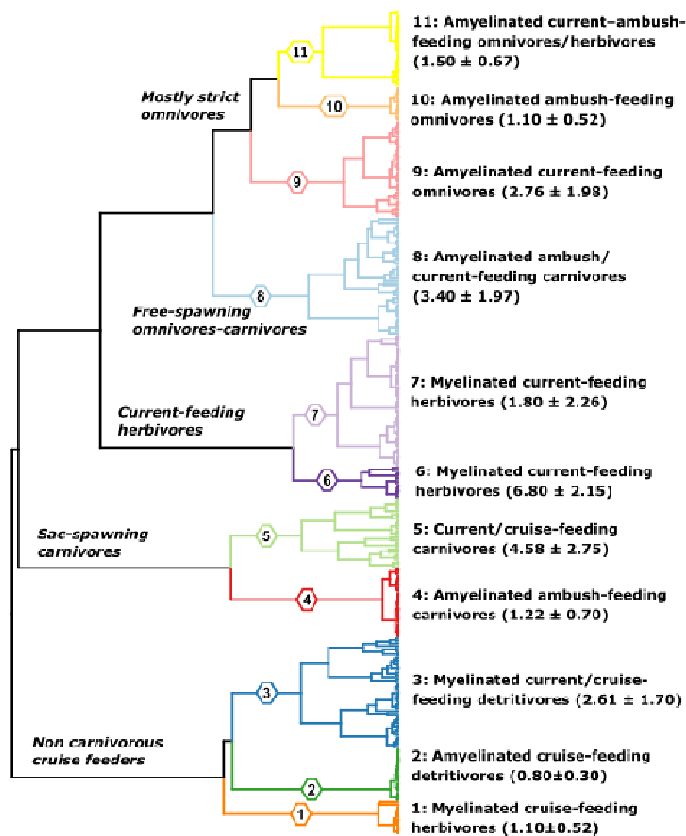 11: Amyelinated current-ambush-
feeding omnivores/herbivores
(1.50 ± 0.67)
11
Mostly strict
omnivores
10
10: Amyelinated ambush-feeding
omnivores (1.10 ± 0.52)
9
9: Amyelinated current-feeding
omnivores (2.76 ± 1.98)
8: Amyelinated ambush/
current-feeding carnivores
(3.40 ± 1.97)
8
Free-spawning
omnivores-carnivores
7: Myelinated current-feeding
herbivores (1.80 ± 2.26)
7
Current-feeding
herbivores
6
6: Myelinated current-feeding
herbivores (6.80 ± 2.15)
5
5: Current/cruise-feeding
carnivores (4.58 ± 2.75)
Sac-spawning
carnivores
4
4: Amyelinated ambush-feeding
carnivores (1.22 ± 0.70)
3
3: Myelinated current/cruise-
feeding detritivores (2.61 ± 1.70)
Non carnivorous
cruise feeders
2
2: Amyelinated cruise-feeding
detritivores (0.80±0.30)
1
1: Myelinated cruise-feeding
herbivores (1.10±0.52)